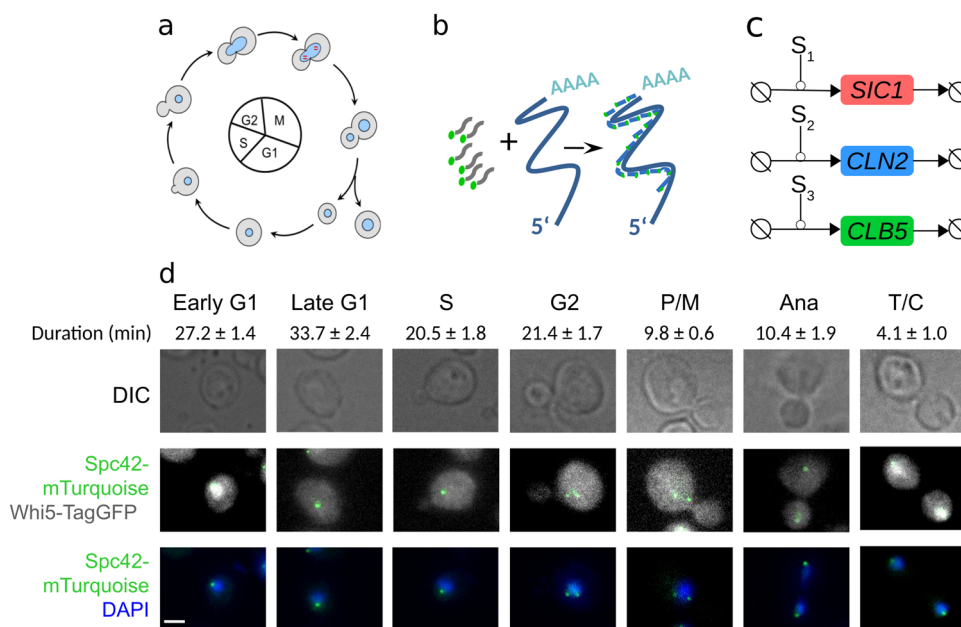 a
G2
M
S
G1
b
AAAA
AAAA
+
5‘
5‘
c
S1
SIC1
S2
CLN2
S3
CLB5
d
Early G1
Late G1
S
G2
P/M
Ana
T/C
Duration (min)
27.2 ± 1.4
33.7 ± 2.4
20.5 ± 1.8
21.4 ± 1.7
9.8 ± 0.6
10.4 ± 1.9
4.1 ± 1.0
DIC
Spc42-
mTurquoise
Whi5-TagGFP
Spc42-
mTurquoise
DAPI